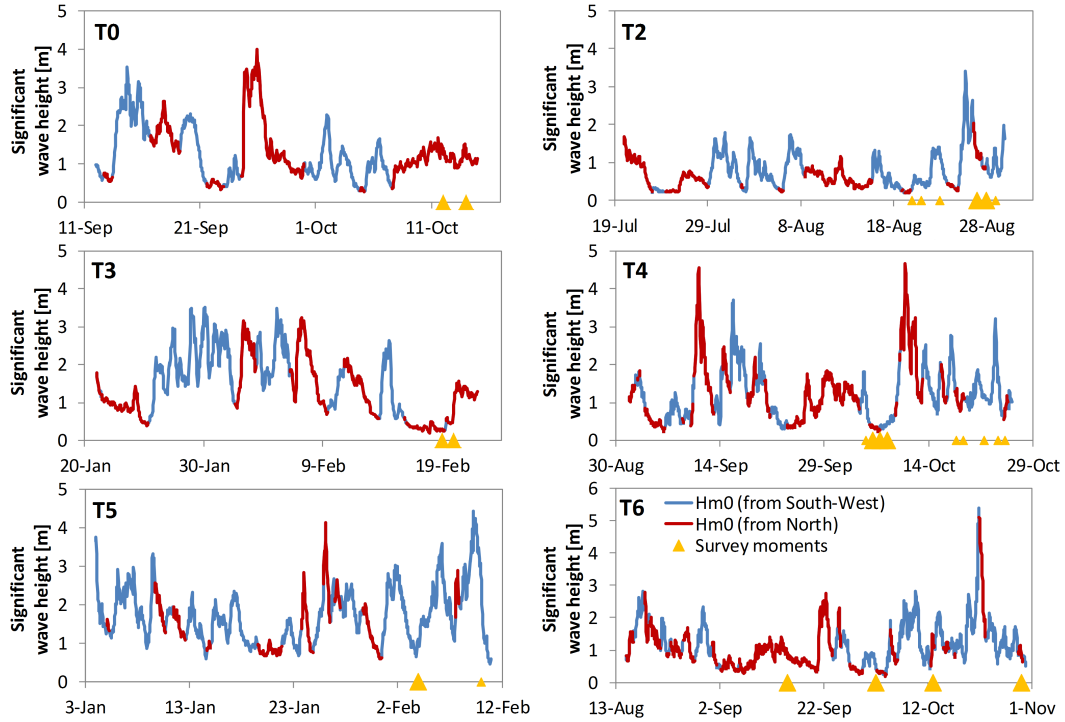 T0
Significant
wave height [m]
5
4
3
2
1
0
11-Sep 21-Sep 1-Oct 11-Oct
T2
Significant
wave height [m]
5
4
3
2
1
0
19-Jul 29-Jul 8-Aug 18-Aug 28-Aug
T3
Significant
wave height [m]
5
4
3
2
1
0
20-Jan 30-Jan 9-Feb 19-Feb
T4
Significant
wave height [m]
5
4
3
2
1
0
30-Aug 14-Sep 29-Sep 14-Oct 29-Oct
T5
Significant
wave height [m]
5
4
3
2
1
0
3-Jan 13-Jan 23-Jan 2-Feb 12-Feb
T6
Significant
wave height [m]
6
5
4
3
2
1
0
Hm0 (from South-West)
Hm0 (from North)
Survey moments
13-Aug 2-Sep 22-Sep 12-Oct 1-Nov